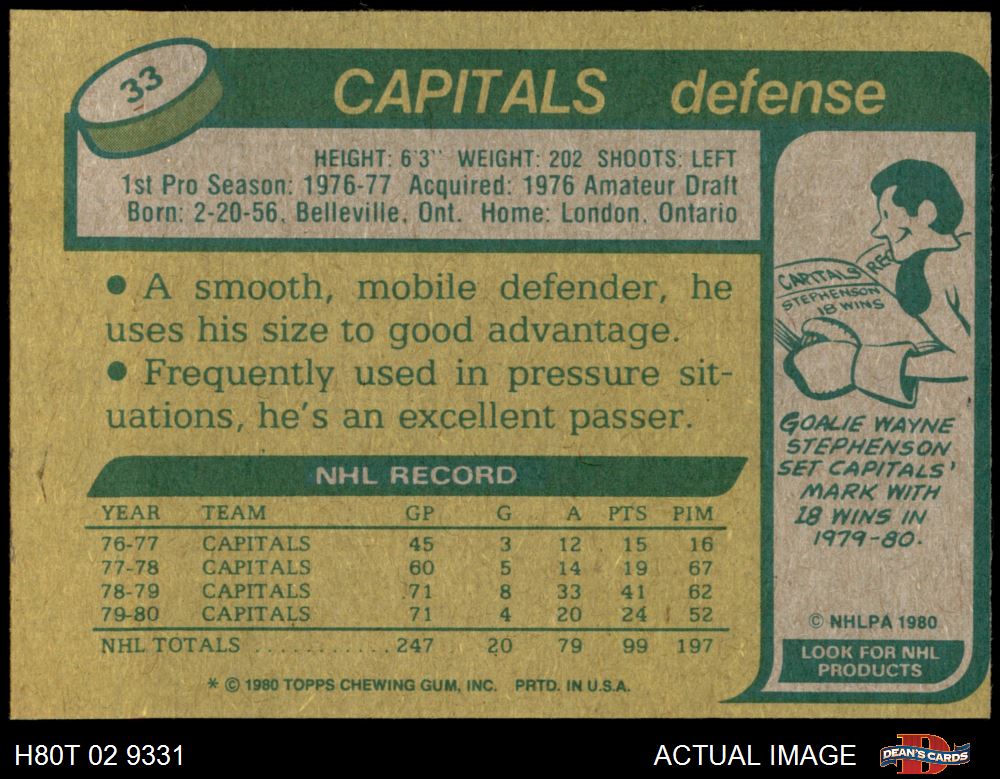 33
CAPITALS defense
HEIGHT: 6'3" WEIGHT: 202 SHOOTS: LEFT
1st Pro Season: 1976-77 Acquired: 1976 Amateur Draft
Born: 2-20-56, Belleville, Ont. Home: London, Ontario
• A smooth, mobile defender, he
uses his size to good advantage.
• Frequently used in pressure sit-
uations, he's an excellent passer.
NHL RECORD
YEAR TEAM GP G A PTS PIM
76-77 CAPITALS 45 3 12 15 16
77-78 CAPITALS 60 5 14 19 67
78-79 CAPITALS 71 8 33 41 62
79-80 CAPITALS 71 4 20 24 52
NHL TOTALS ............ 247 20 79 99 197
* © 1980 TOPPS CHEWING GUM, INC. PRTD. IN U.S.A.
CAPITALS REC
STEPHENSON
18 WINS
GOALIE WAYNE
STEPHENSON
SET CAPITALS'
MARK WITH
18 WINS IN
1979-80.
© NHLPA 1980
LOOK FOR NHL
PRODUCTS
H80T 02 9331
ACTUAL IMAGE
D
DEAN'S CARDS